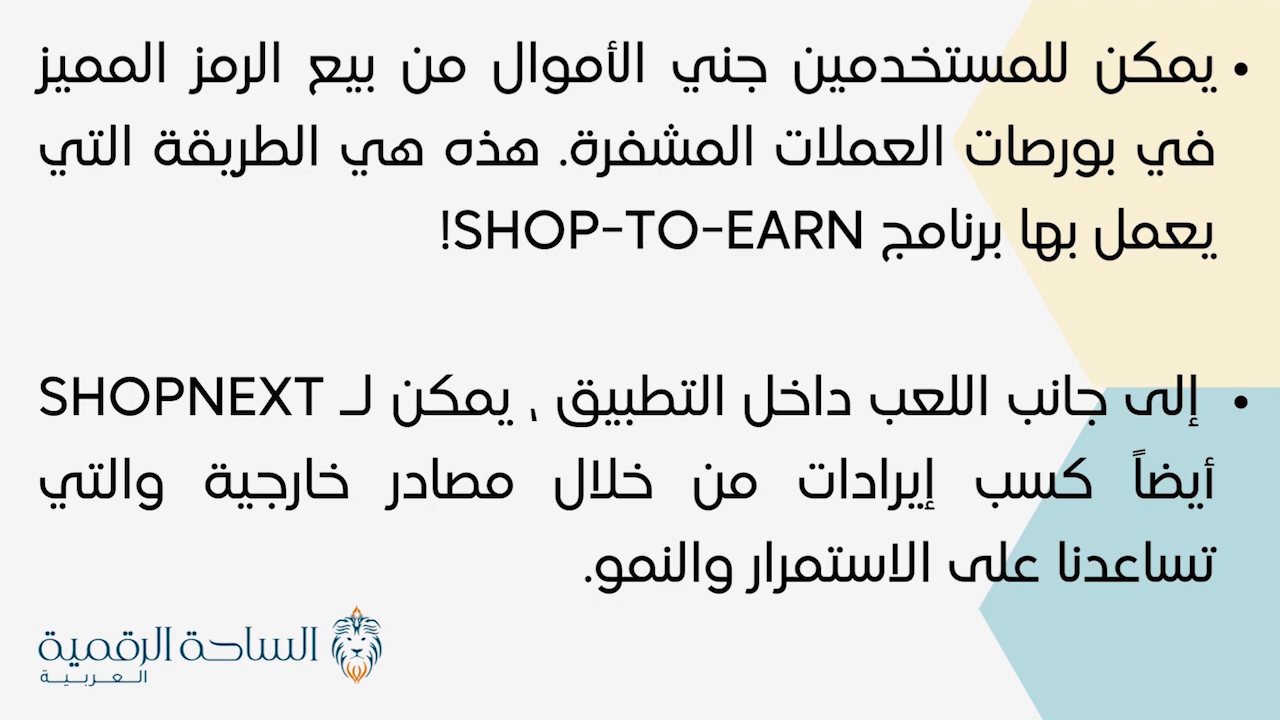 • يمكن للمستخدمين جني الأموال من بيع الرمز المميز
في بورصات العملات المشفرة. هذه هي الطريقة التي
يعمل بها برنامج SHOP-TO-EARN!
• إلى جانب اللعب داخل التطبيق ، يمكن لـ SHOPNEXT
أيضاً كسب إيرادات من خلال مصادر خارجية والتي
تساعدنا على الاستمرار والنمو.
الساحة الرقمية
العربية